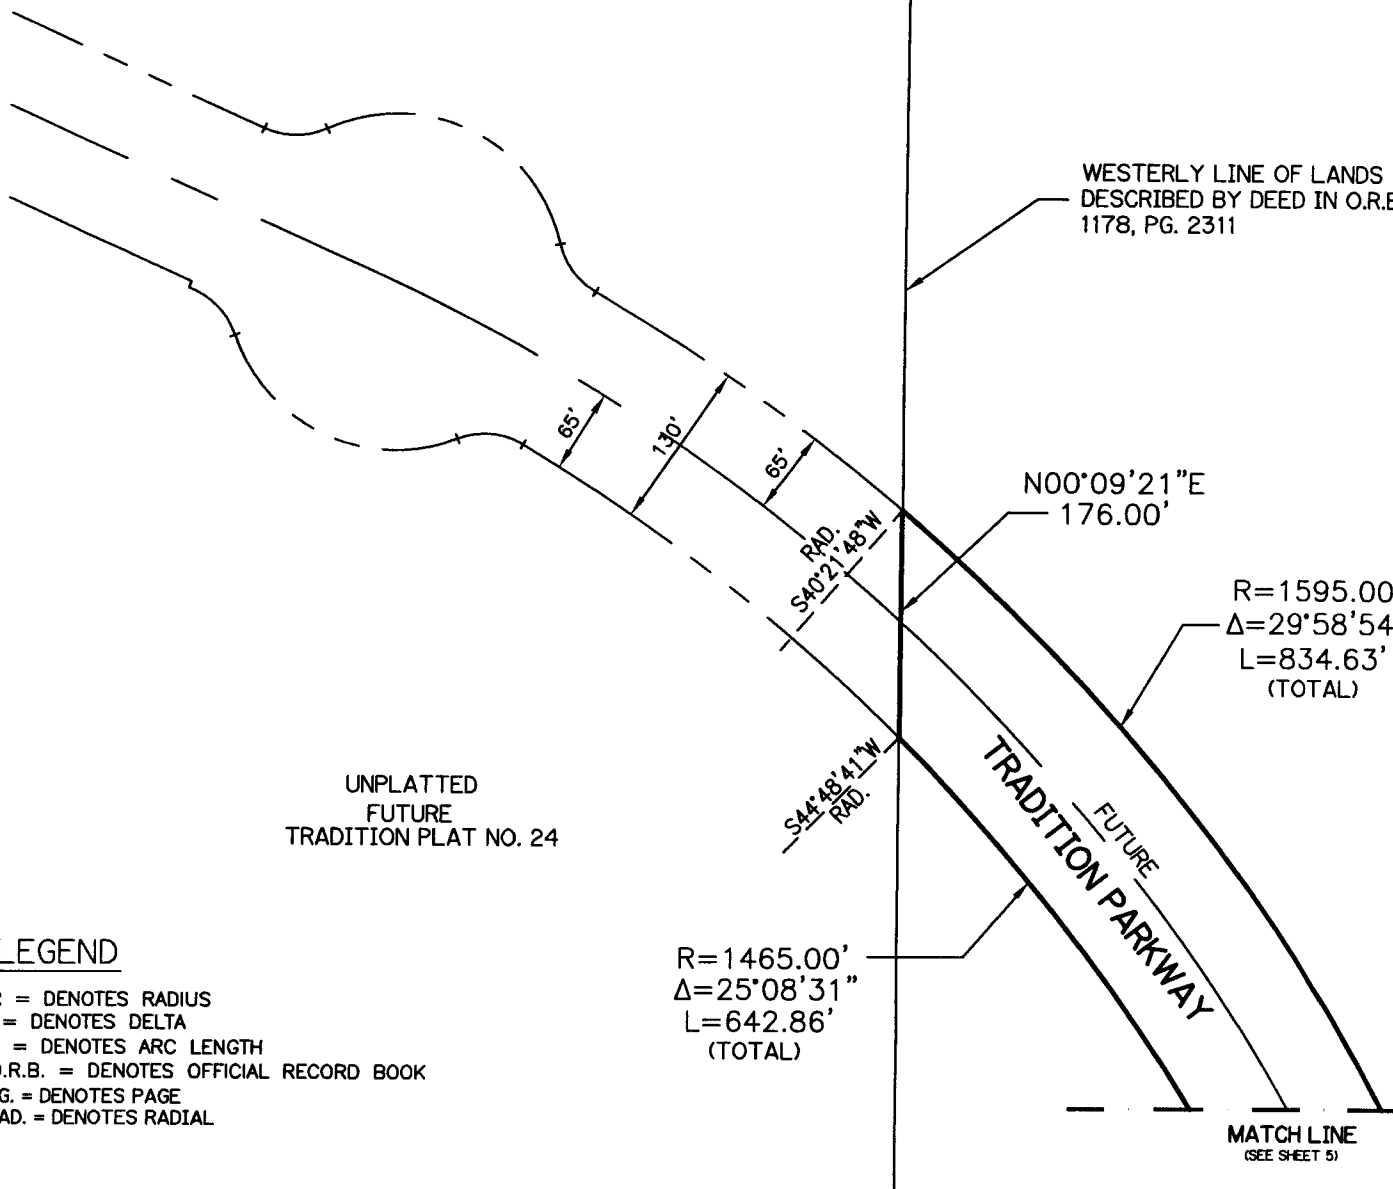 WESTERLY LINE OF LANDS
DESCRIBED BY DEED IN O.R.B
1178, PG. 2311
65'
130'
65'
RAD.
S40°21'48"W
N00°09'21"E
176.00'
R=1595.00
Δ=29°58'54
L=834.63'
(TOTAL)
S44°48'41"W
RAD.
UNPLATTED
FUTURE
TRADITION PLAT NO. 24
FUTURE
TRADITION PARKWAY
R=1465.00'
Δ=25°08'31"
L=642.86'
(TOTAL)
LEGEND
= DENOTES RADIUS
= DENOTES DELTA
= DENOTES ARC LENGTH
O.R.B. = DENOTES OFFICIAL RECORD BOOK
G. = DENOTES PAGE
AD. = DENOTES RADIAL
MATCH LINE
(SEE SHEET 5)